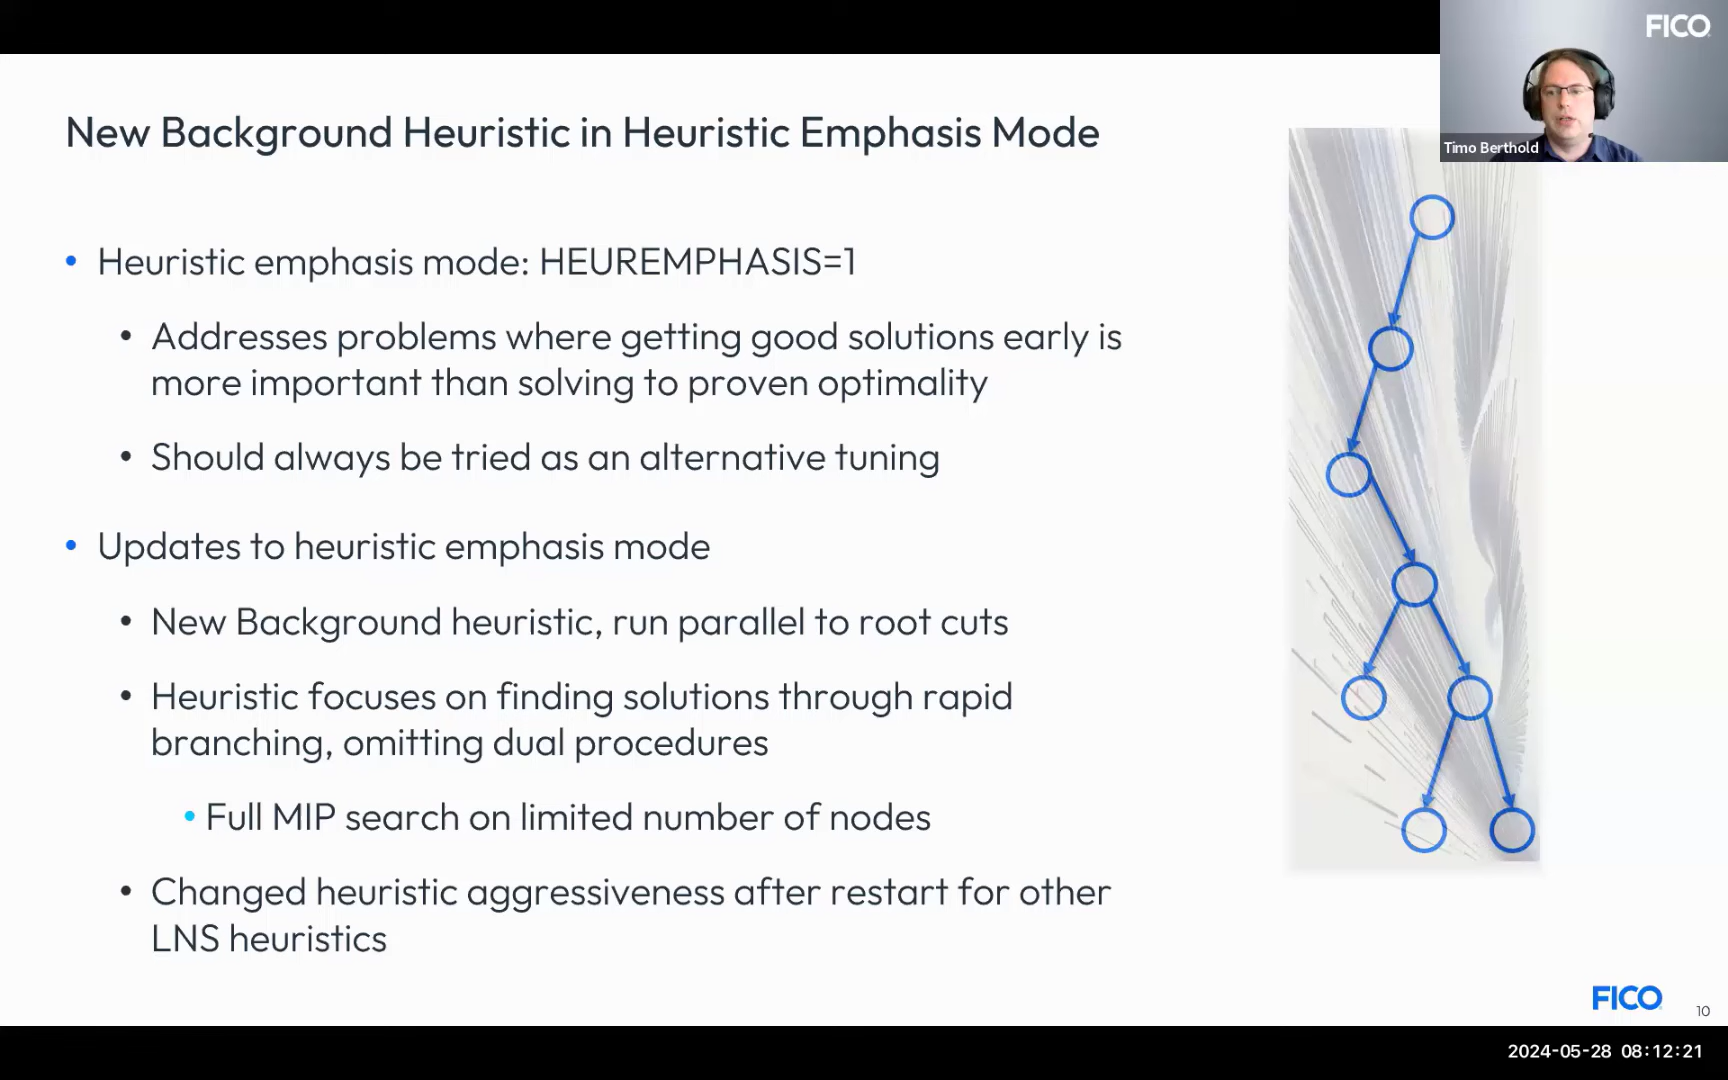 FICO
Timo Berthold
New Background Heuristic in Heuristic Emphasis Mode
• Heuristic emphasis mode: HEUREMPHASIS=1
• Addresses problems where getting good solutions early is
more important than solving to proven optimality
• Should always be tried as an alternative tuning
• Updates to heuristic emphasis mode
• New Background heuristic, run parallel to root cuts
• Heuristic focuses on finding solutions through rapid
branching, omitting dual procedures
• Full MIP search on limited number of nodes
• Changed heuristic aggressiveness after restart for other
LNS heuristics
FICO
10
2024-05-28 08:12:21